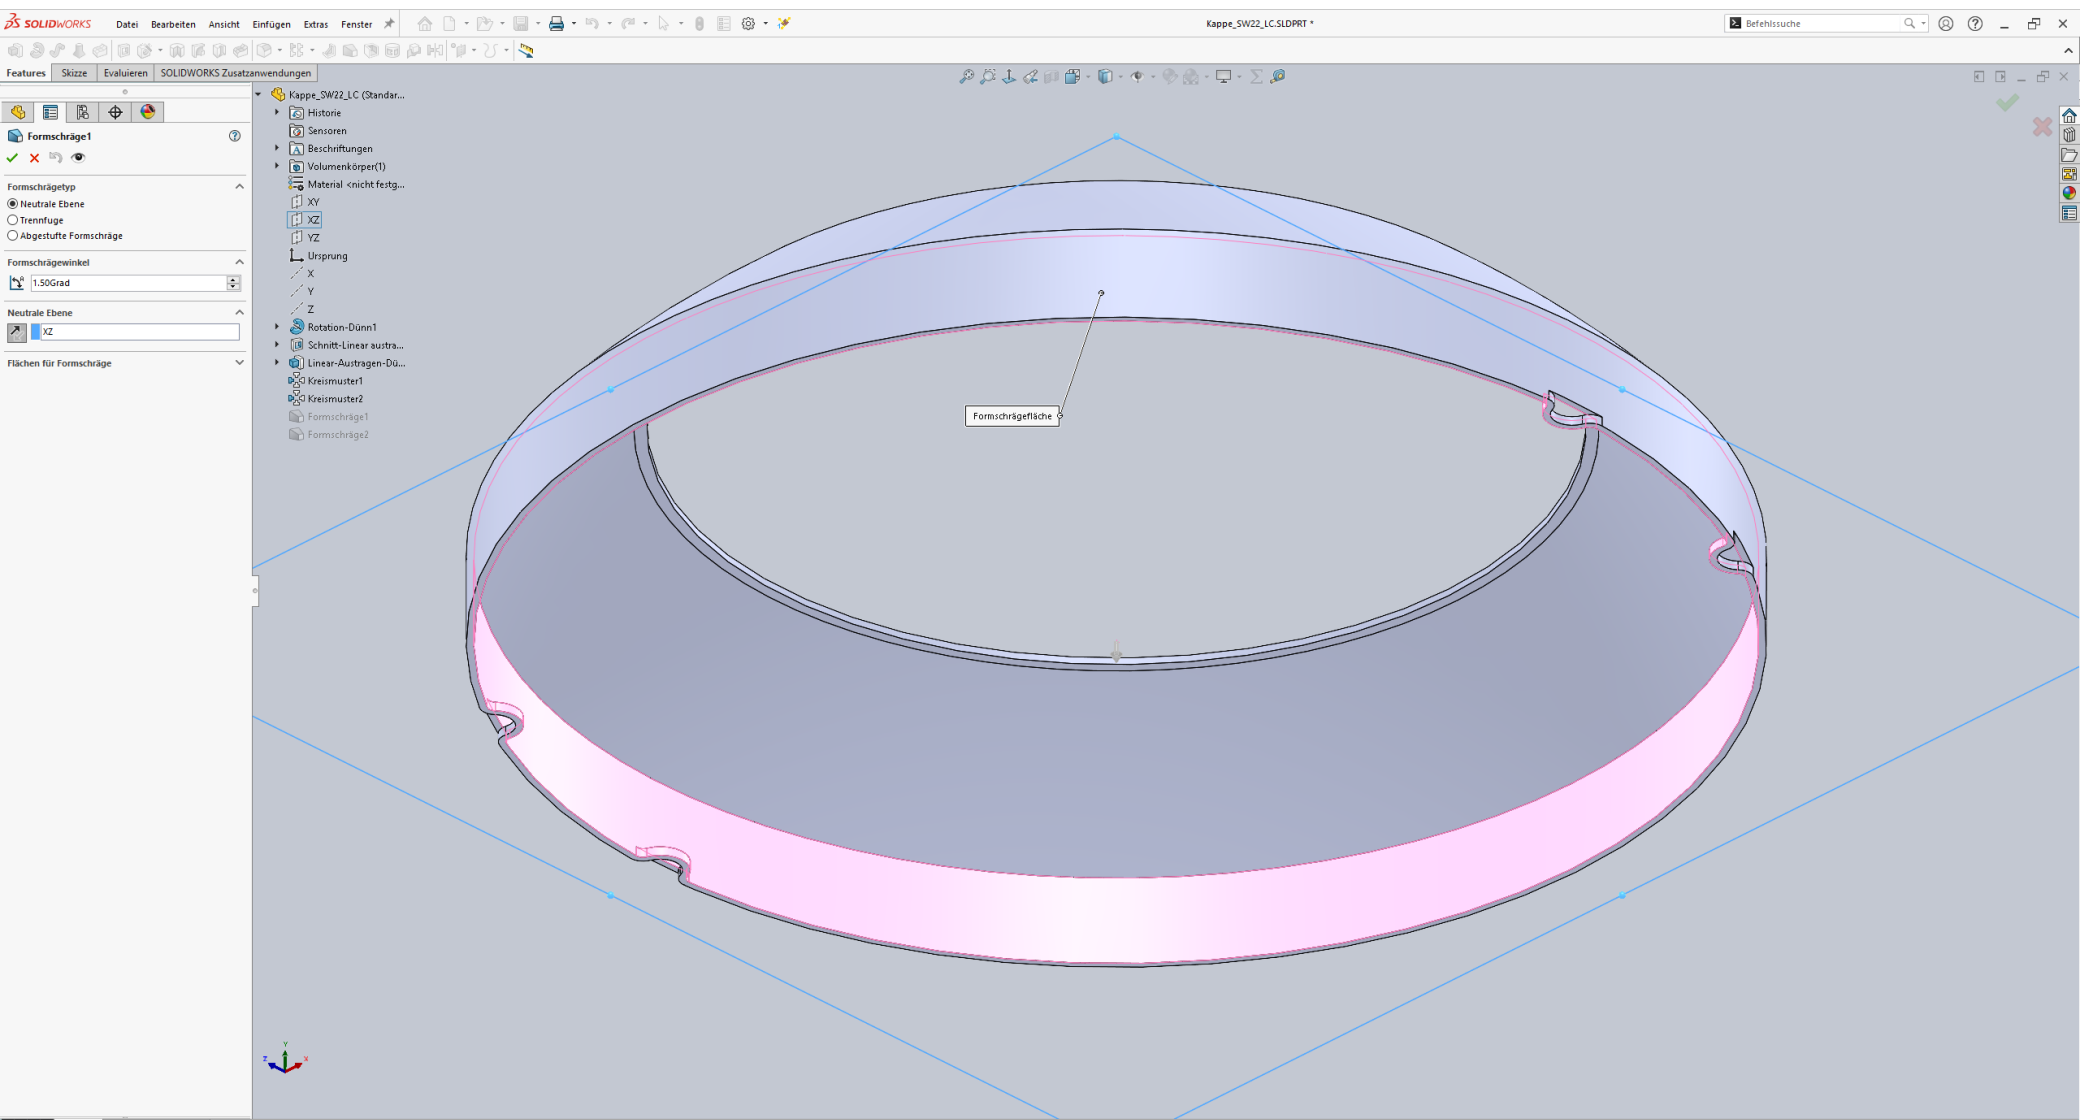 SOLIDWORKS Datei Bearbeiten Ansicht Einfügen Extras Fenster Kappe_SW22_LC.SLDPRT * Befehlssuche
Features Skizze Evaluieren SOLIDWORKS Zusatzanwendungen
Formschräge1
Formschrägetyp
Neutrale Ebene
Trennfuge
Abgestufte Formschräge
Formschrägewinkel
1.50Grad
Neutrale Ebene
XZ
Flächen für Formschräge
Kappe_SW22_LC (Standar...
Historie
Sensoren
Beschriftungen
Volumenkörper(1)
Material <nicht festg...
XY
XZ
YZ
Ursprung
X
Y
Z
Rotation-Dünn1
Schnitt-Linear austra...
Linear-Austragen-Dü...
Kreismuster1
Kreismuster2
Formschräge1
Formschräge2
Formschrägefläche
Y
Z X